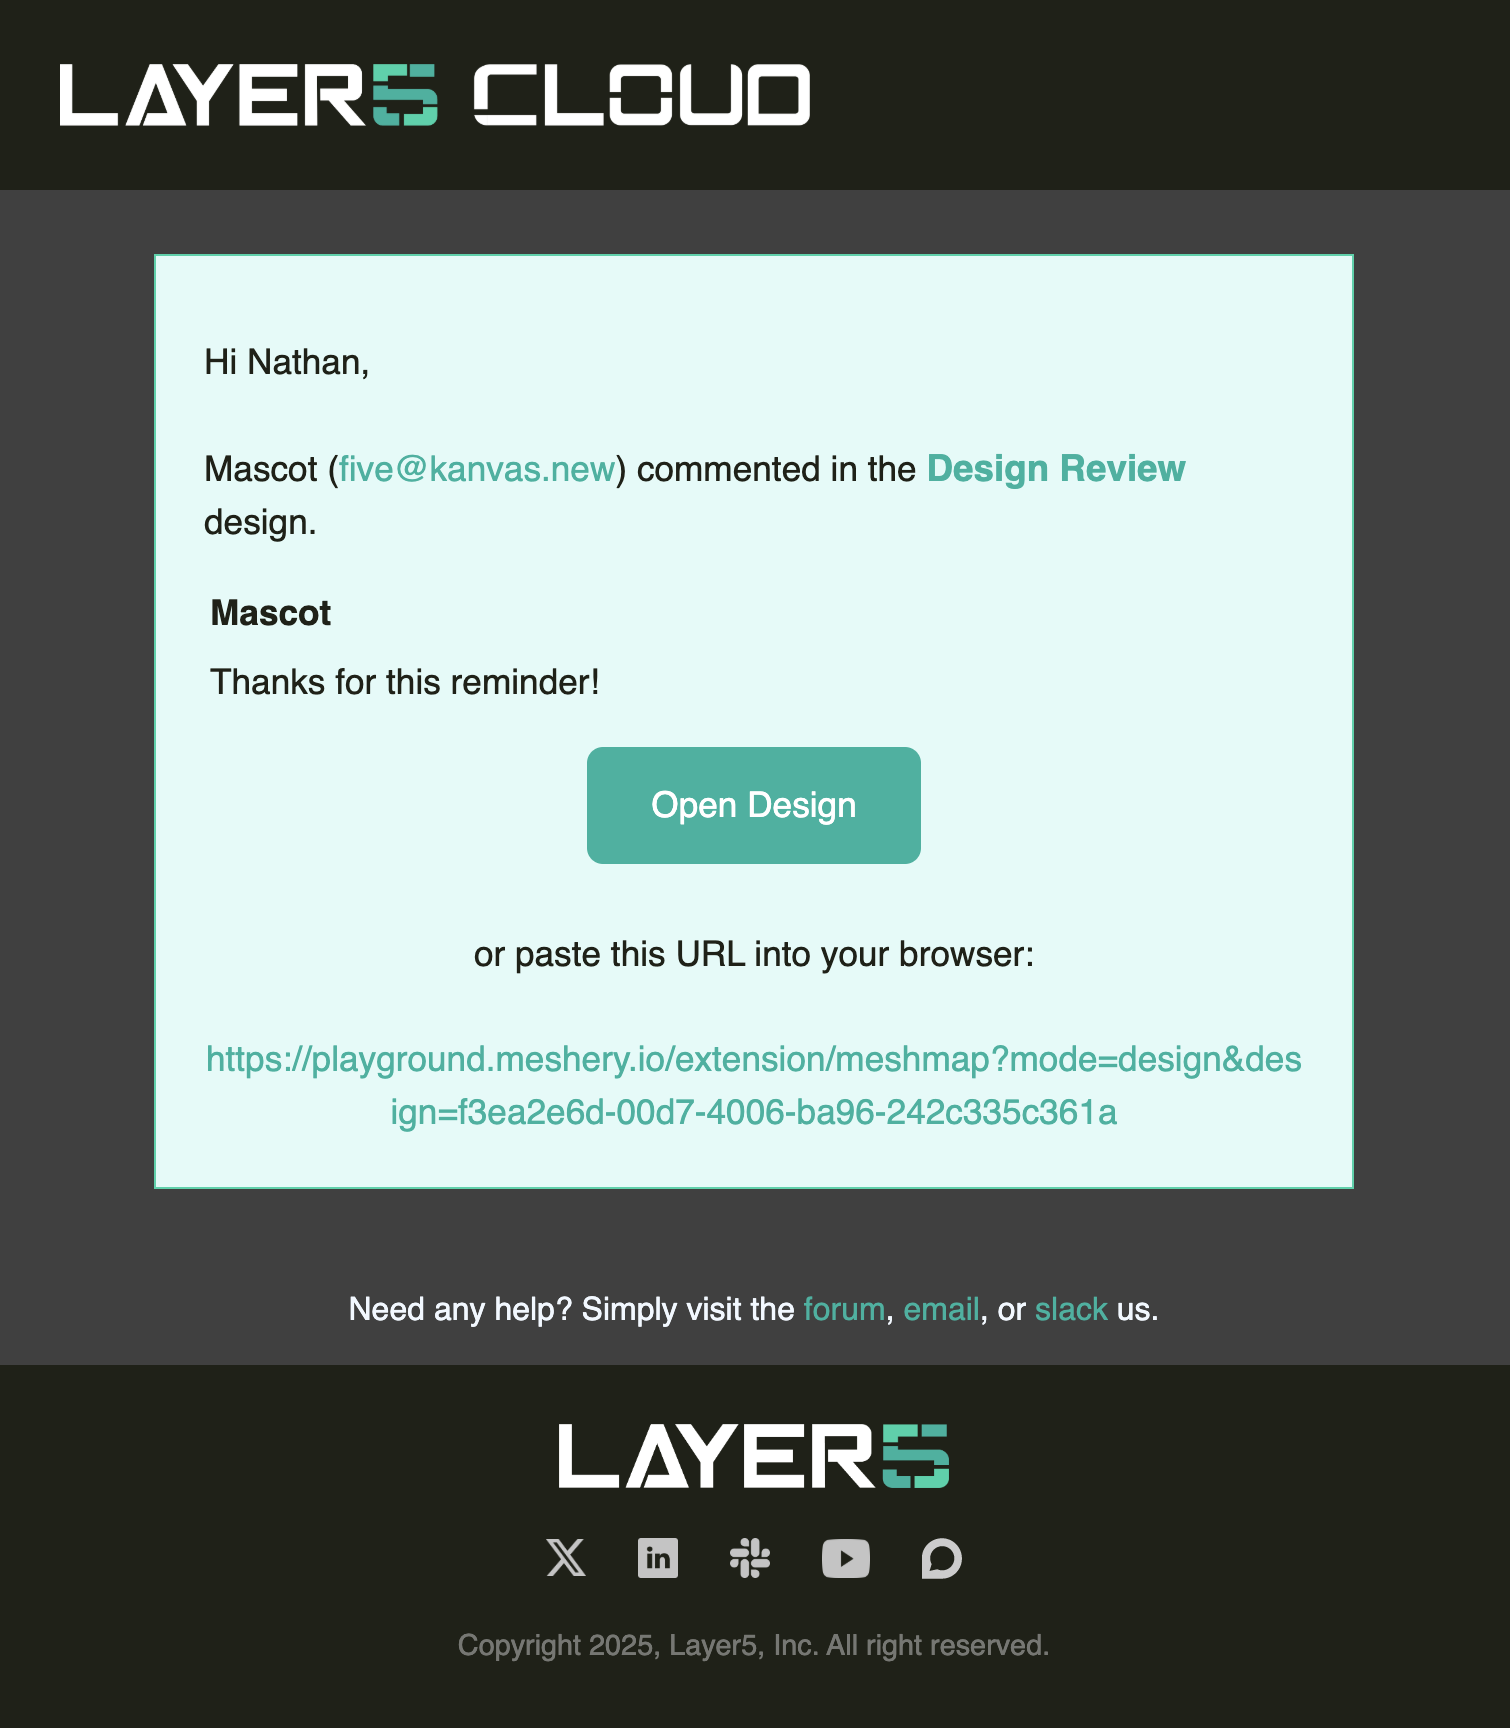 LAYER5 CLOUD
Hi Nathan,
Mascot (five@kanvas.new) commented in the Design Review
design.
Mascot
Thanks for this reminder!
Open Design
or paste this URL into your browser:
https://playground.meshery.io/extension/meshmap?mode=design&des
ign=f3ea2e6d-00d7-4006-ba96-242c335c361a
Need any help? Simply visit the forum, email, or slack us.
LAYER5
in
Copyright 2025, Layer5, Inc. All right reserved.